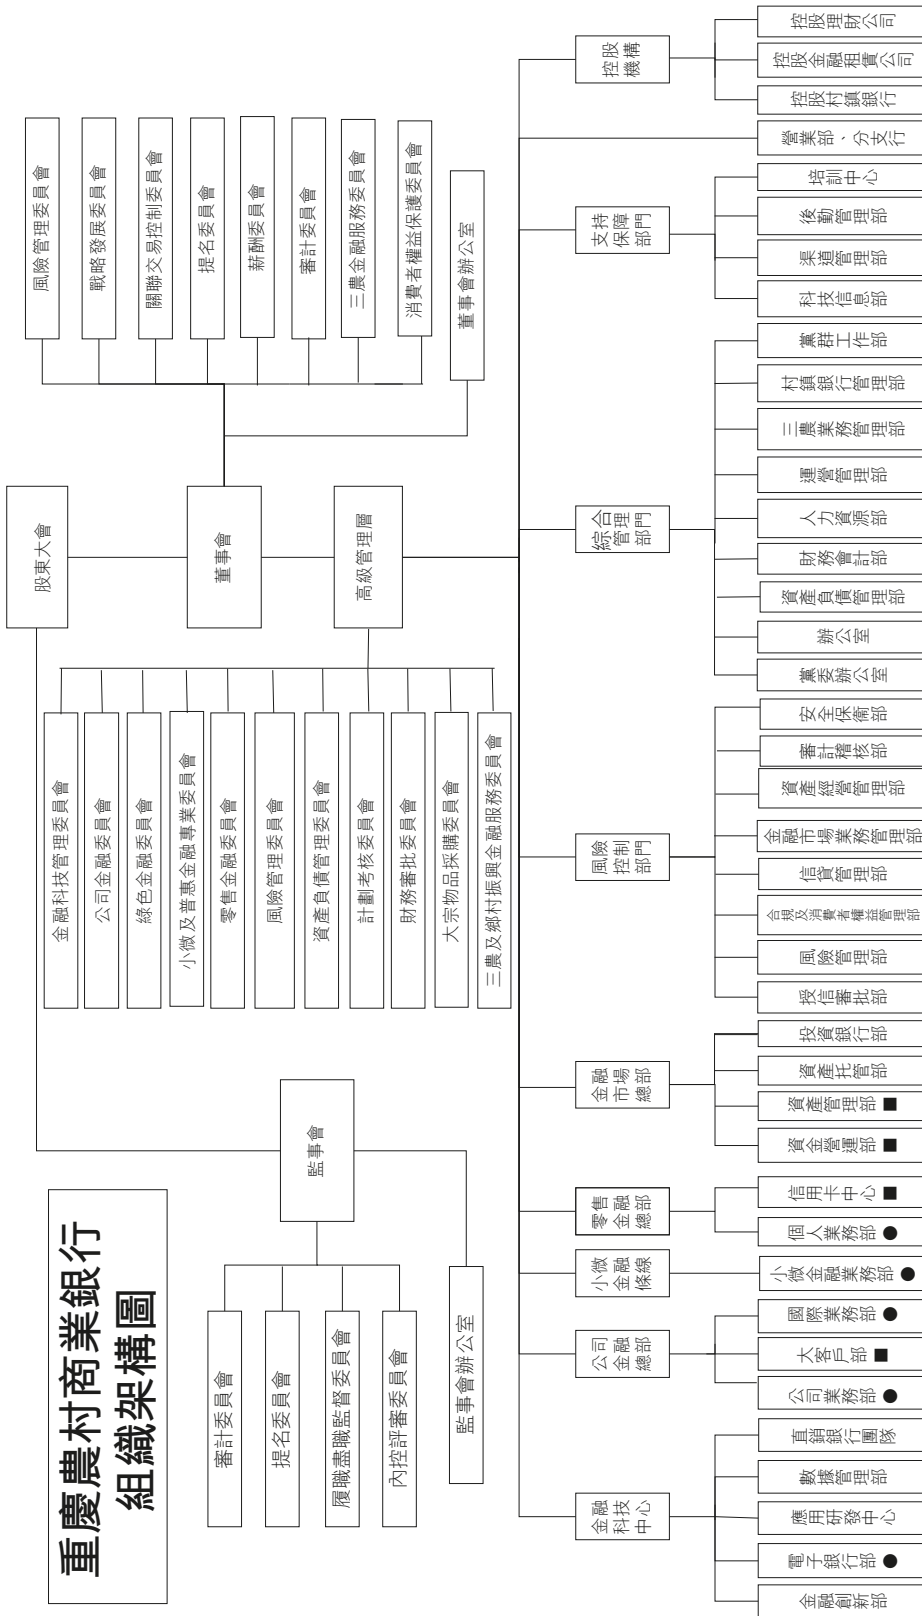 重慶農村商業銀行
組織架構圖
股東大會
監事會
審計委員會
提名委員會
履職盡職監督委員會
內控評審委員會
監事會辦公室
董事會
風險管理委員會
戰略發展委員會
關聯交易控制委員會
提名委員會
薪酬委員會
審計委員會
三農金融服務委員會
消費者權益保護委員會
董事會辦公室
高級管理層
金融科技管理委員會
公司金融委員會
綠色金融委員會
小微及普惠金融專業委員會
零售金融委員會
風險管理委員會
資產負債管理委員會
計劃考核委員會
財務審批委員會
大宗物品採購委員會
三農及鄉村振興金融服務委員會
金融
科技
中心
金融創新部
電子銀行部 ●
應用研發中心
數據管理部
直銷銀行團隊
公司
金融
總部
公司業務部 ●
大客戶部 ■
國際業務部 ●
小微
金融
條線
小微金融業務部 ●
零售
金融
總部
個人業務部 ●
信用卡中心 ■
金融
市場
總部
資金營運部 ■
資產管理部 ■
資產托管部
投資銀行部
風險
控制
部門
授信審批部
風險管理部
合規及消費者權益管理部
信貸管理部
金融市場業務管理部
資產經營管理部
審計稽核部
安全保衛部
綜合
管理
部門
黨委辦公室
辦公室
資產負債管理部
財務會計部
人力資源部
運營管理部
三農業務管理部
村鎮銀行管理部
黨群工作部
支持
保障
部門
科技信息部
渠道管理部
後勤管理部
培訓中心
營業部、分支行
控股
機構
控股村鎮銀行
控股金融租賃公司
控股理財公司